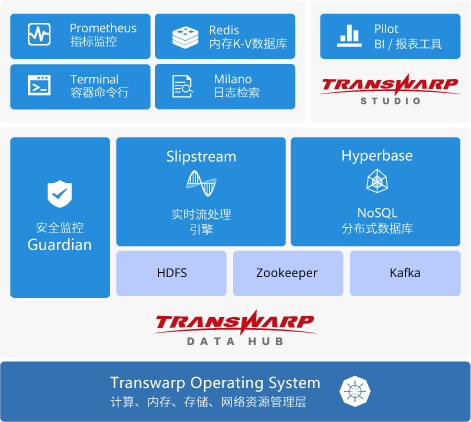 Prometheus
指标监控
Redis
内存K-V数据库
Pilot
BI / 报表工具
Terminal
容器命令行
Milano
日志检索
TRANSWARP
STUDIO
安全监控
Guardian
Slipstream
实时流处理
引擎
Hyperbase
NoSQL
分布式数据库
HDFS
Zookeeper
Kafka
TRANSWARP
DATA HUB
Transwarp Operating System
计算、内存、存储、网络资源管理层